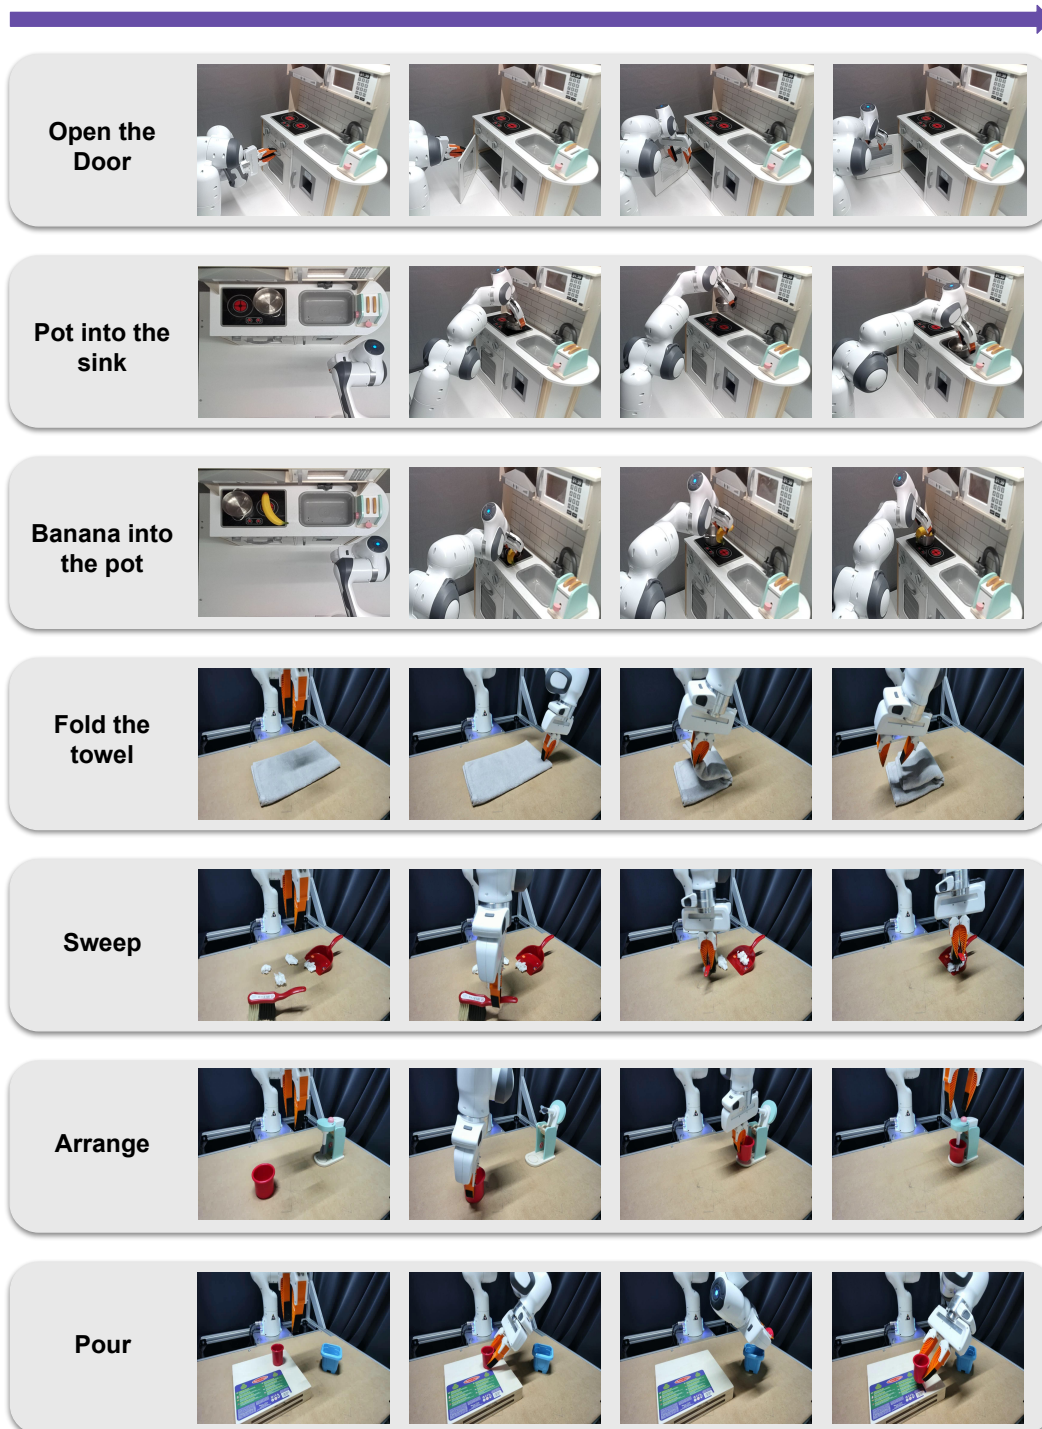 Open the
Door
Pot into the
sink
Banana into
the pot
Fold the
towel
Sweep
Arrange
Pour